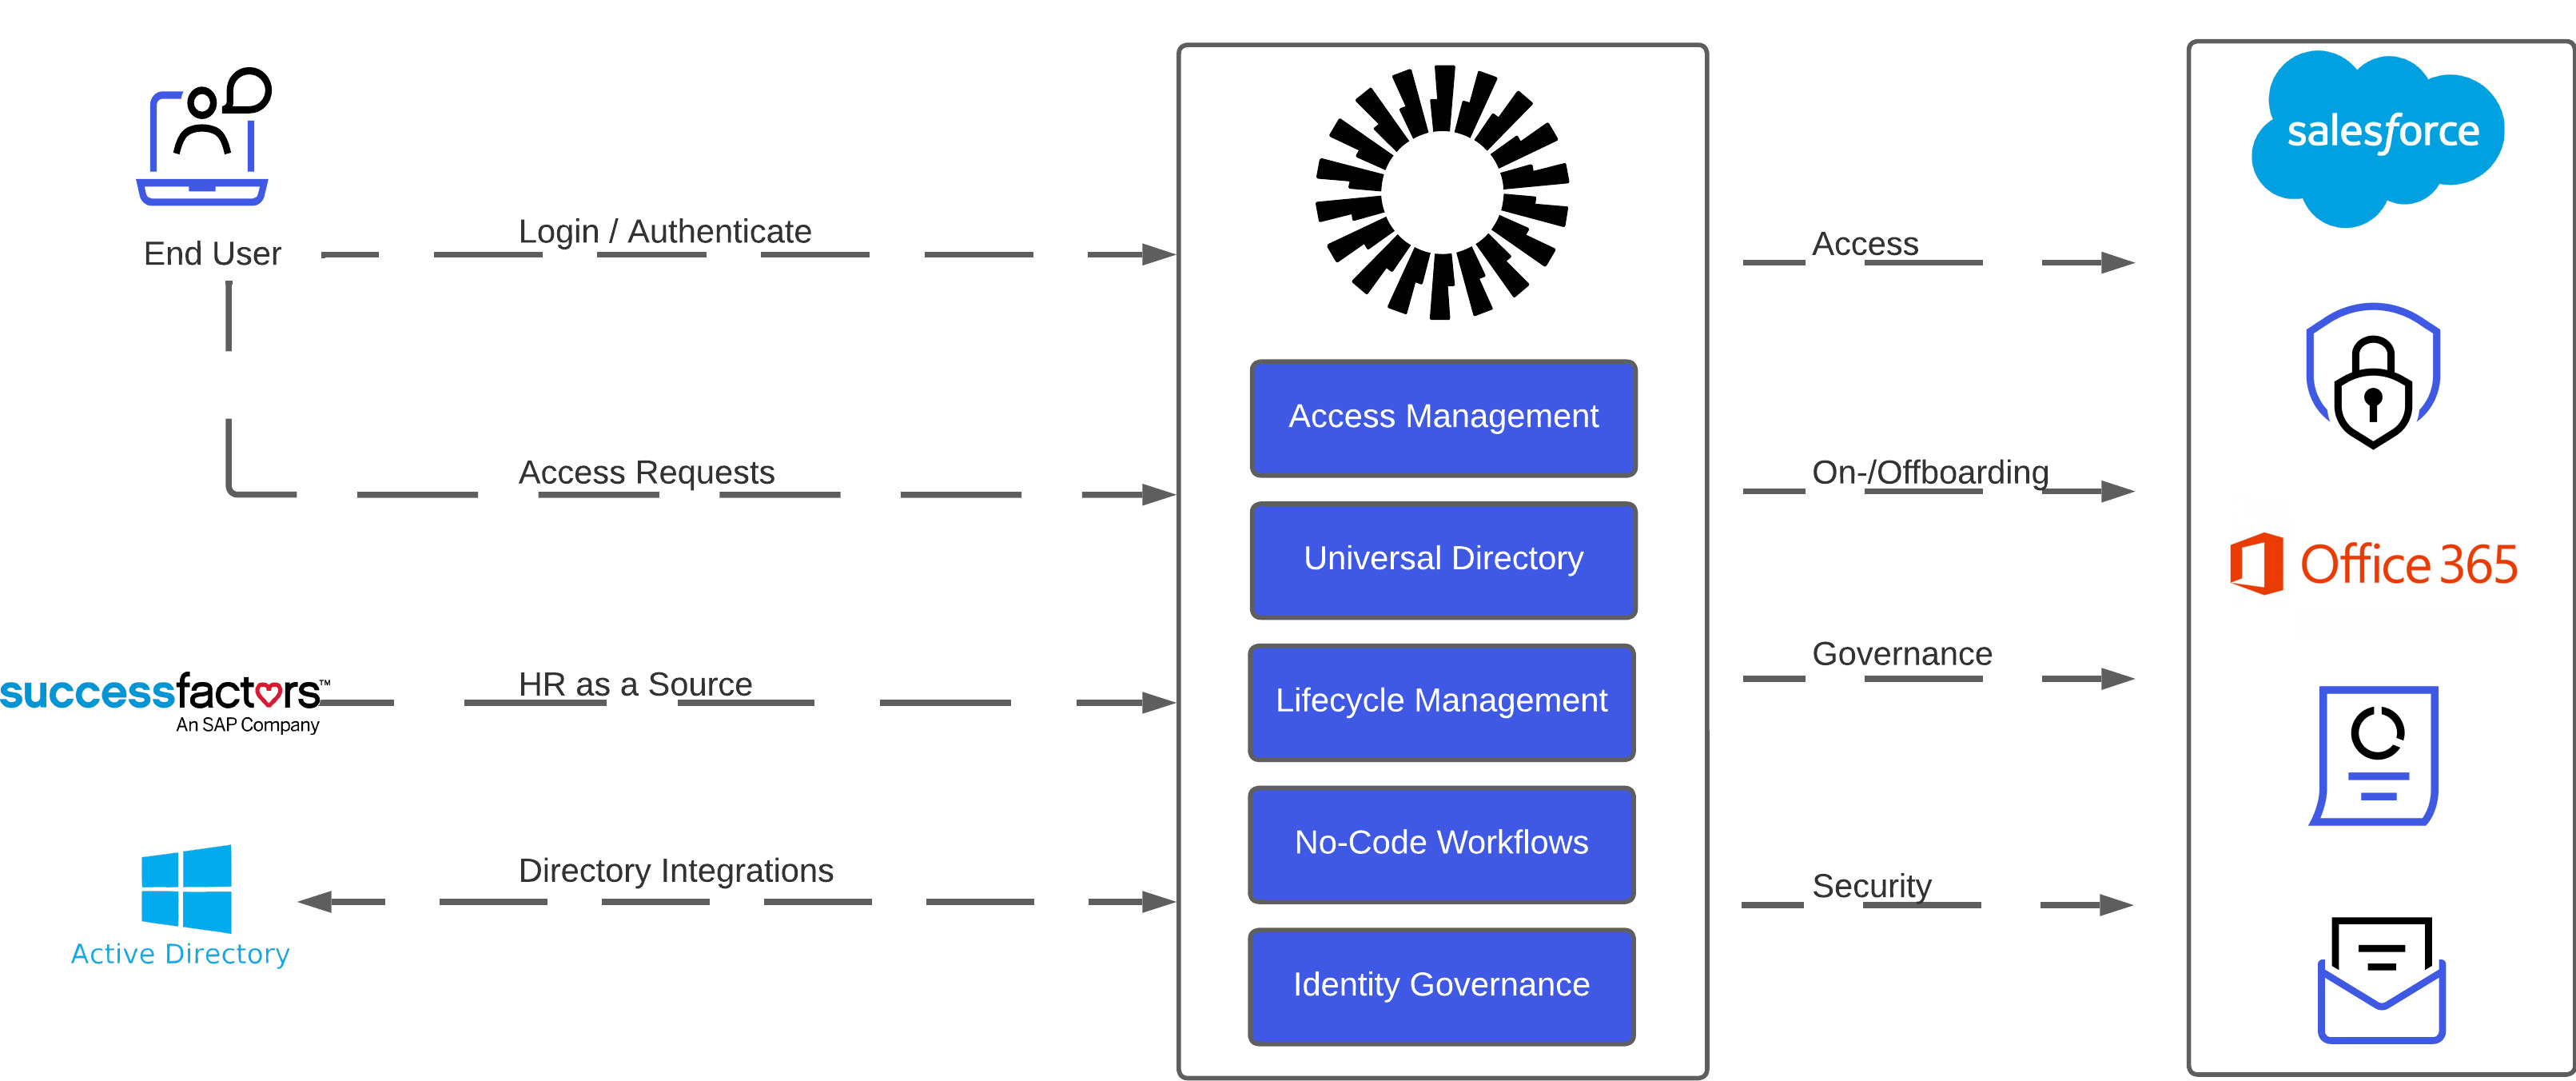 salesforce
Login / Authenticate
Access
End User
Access Management
Access Requests
On-/Offboarding
Universal Directory
Office 365
HR as a Source
Governance
successfactors™
An SAP Company
Lifecycle Management
No-Code Workflows
Directory Integrations
Security
Active Directory
Identity Governance